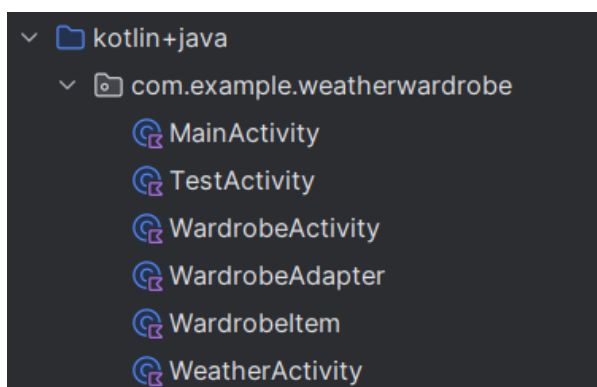 kotlin+java
com.example.weatherwardrobe
MainActivity
TestActivity
WardrobeActivity
WardrobeAdapter
WardrobeItem
WeatherActivity